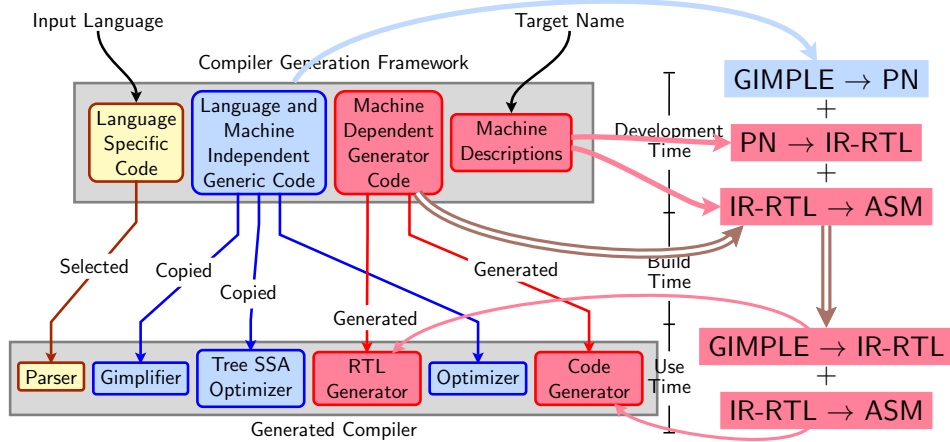 Input Language
Target Name
Compiler Generation Framework
Language
Specific
Code
Language and
Machine
Independent
Generic Code
Machine
Dependent
Generator
Code
Machine
Descriptions
Development
Time
GIMPLE → PN
+
PN → IR-RTL
+
IR-RTL → ASM
Selected
Copied
Copied
Generated
Generated
Build
Time
Parser
Gimplifier
Tree SSA
Optimizer
RTL
Generator
Optimizer
Code
Generator
Generated Compiler
Use
Time
GIMPLE → IR-RTL
+
IR-RTL → ASM